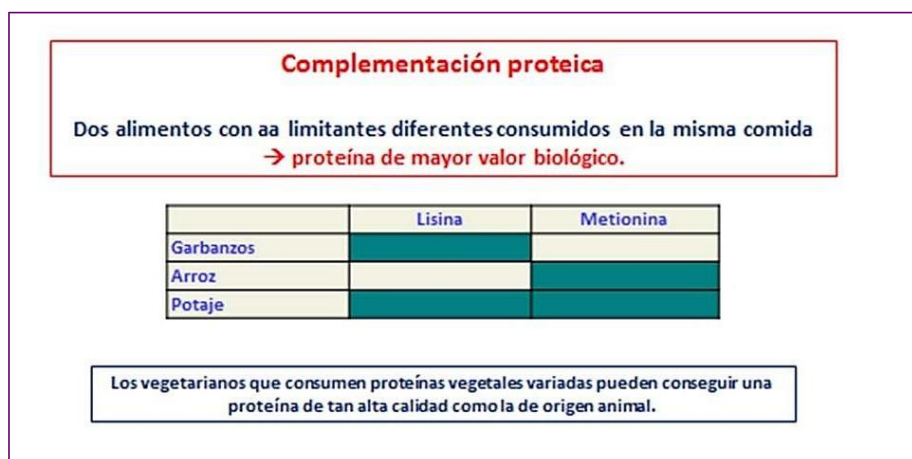 Complementación proteica
Dos alimentos con aa limitantes diferentes consumidos en la misma comida
→ proteína de mayor valor biológico.
Lisina Metionina
Garbanzos
Arroz
Potaje
Los vegetarianos que consumen proteínas vegetales variadas pueden conseguir una
proteína de tan alta calidad como la de origen animal.